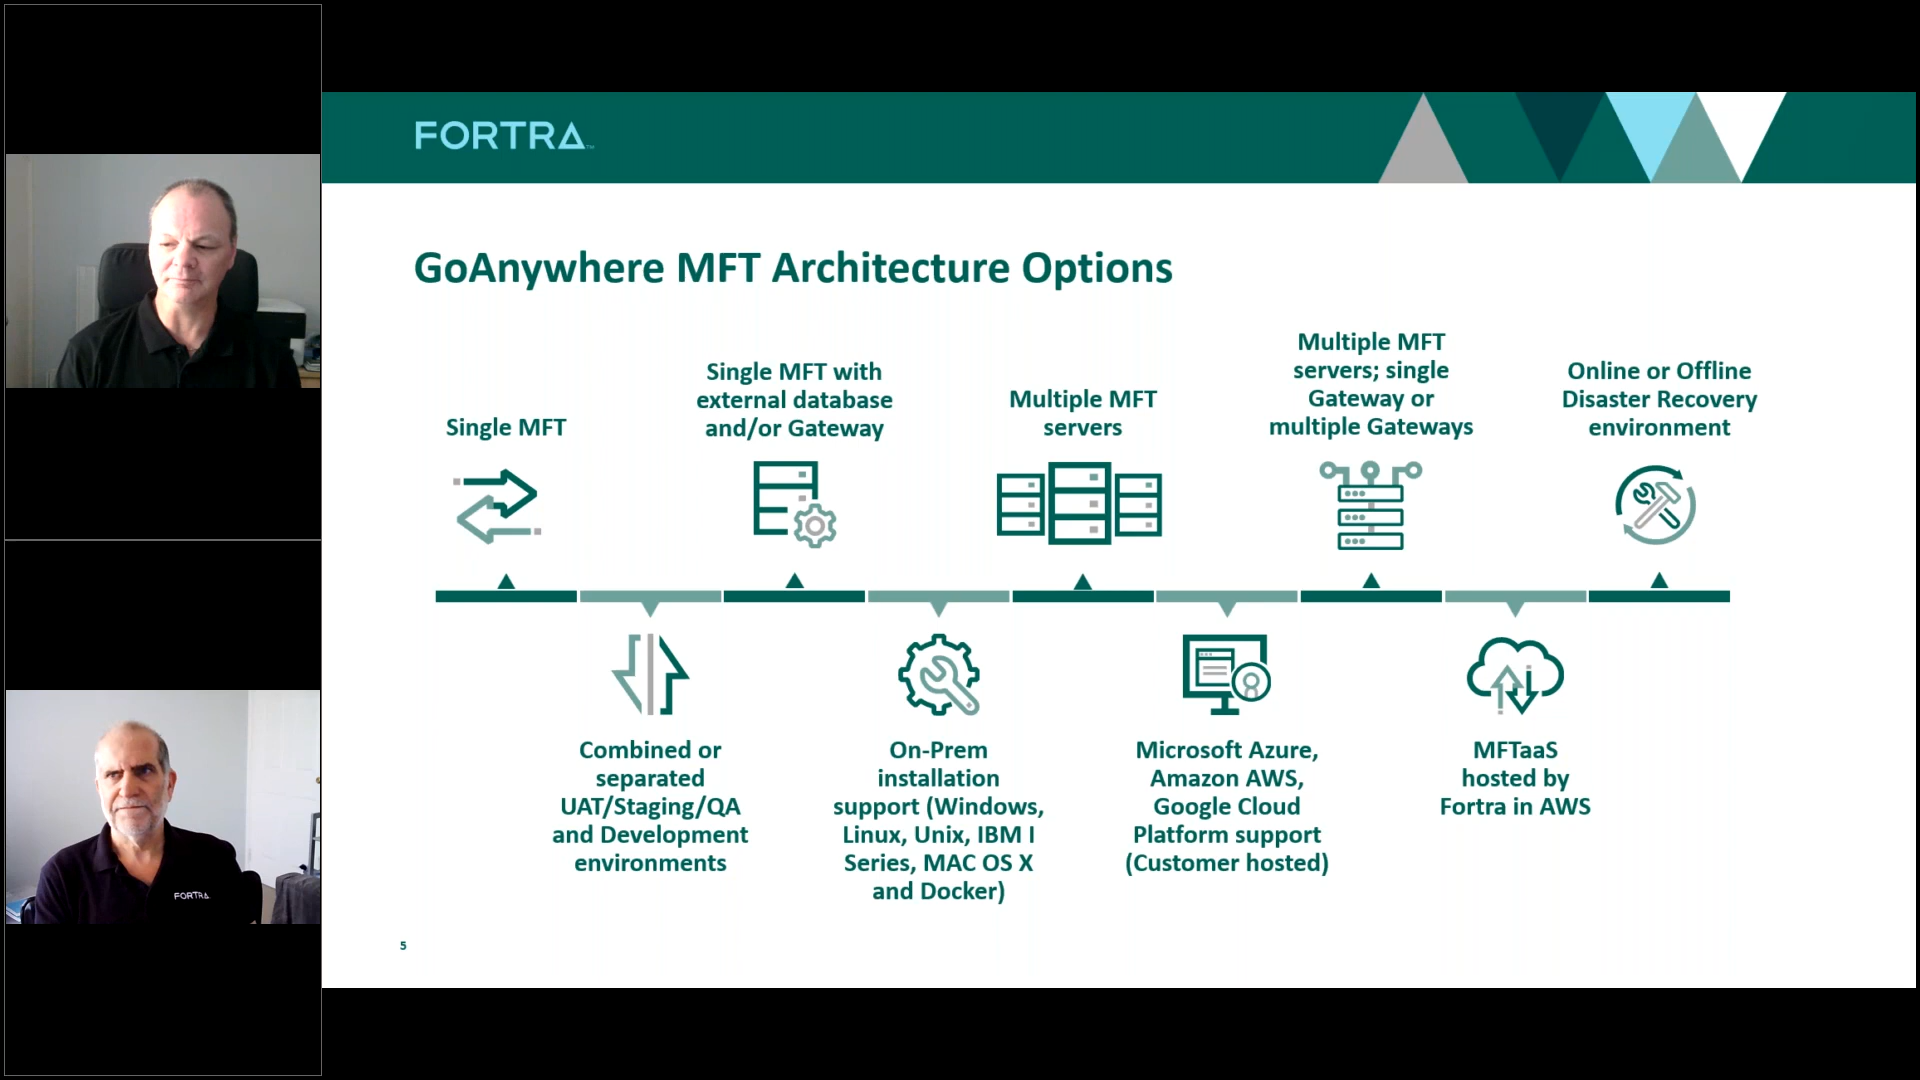 FORTRA™
GoAnywhere MFT Architecture Options
Single MFT
Single MFT with
external database
and/or Gateway
Multiple MFT
servers
Multiple MFT
servers; single
Gateway or
multiple Gateways
Online or Offline
Disaster Recovery
environment
Combined or
separated
UAT/Staging/QA
and Development
environments
On-Prem
installation
support (Windows,
Linux, Unix, IBM I
Series, MAC OS X
and Docker)
Microsoft Azure,
Amazon AWS,
Google Cloud
Platform support
(Customer hosted)
MFTaaS
hosted by
Fortra in AWS
5
FORTRA